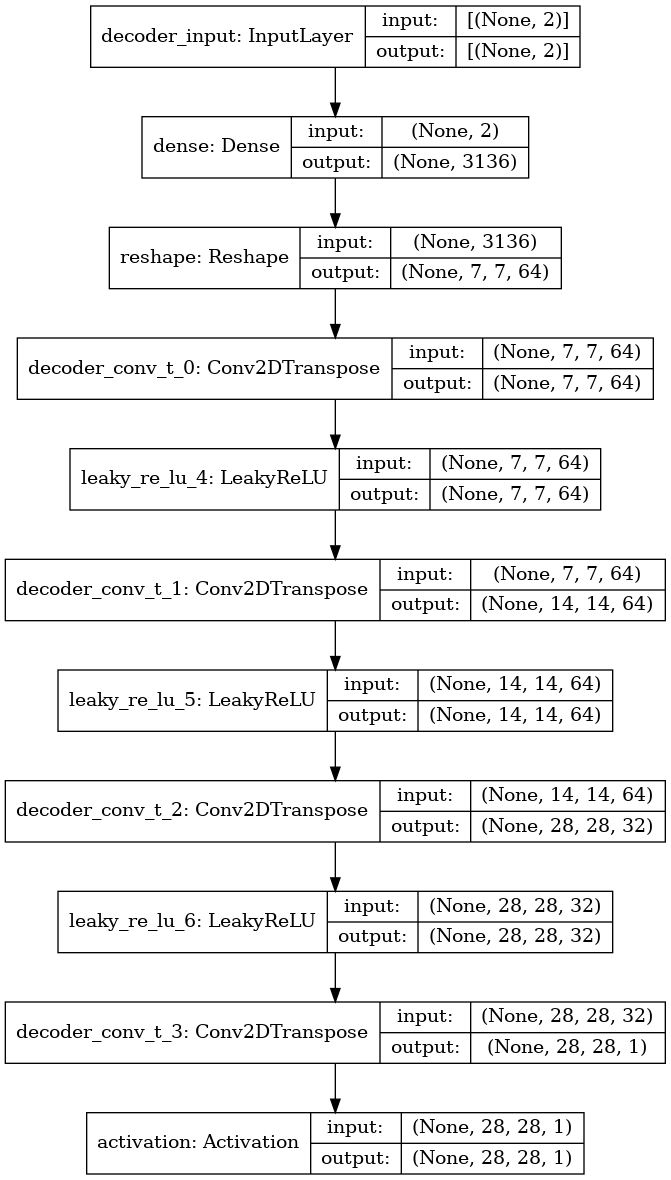 decoder_input: InputLayer
input: [(None, 2)]
output: [(None, 2)]
dense: Dense
input: (None, 2)
output: (None, 3136)
reshape: Reshape
input: (None, 3136)
output: (None, 7, 7, 64)
decoder_conv_t_0: Conv2DTranspose
input: (None, 7, 7, 64)
output: (None, 7, 7, 64)
leaky_re_lu_4: LeakyReLU
input: (None, 7, 7, 64)
output: (None, 7, 7, 64)
decoder_conv_t_1: Conv2DTranspose
input: (None, 7, 7, 64)
output: (None, 14, 14, 64)
leaky_re_lu_5: LeakyReLU
input: (None, 14, 14, 64)
output: (None, 14, 14, 64)
decoder_conv_t_2: Conv2DTranspose
input: (None, 14, 14, 64)
output: (None, 28, 28, 32)
leaky_re_lu_6: LeakyReLU
input: (None, 28, 28, 32)
output: (None, 28, 28, 32)
decoder_conv_t_3: Conv2DTranspose
input: (None, 28, 28, 32)
output: (None, 28, 28, 1)
activation: Activation
input: (None, 28, 28, 1)
output: (None, 28, 28, 1)